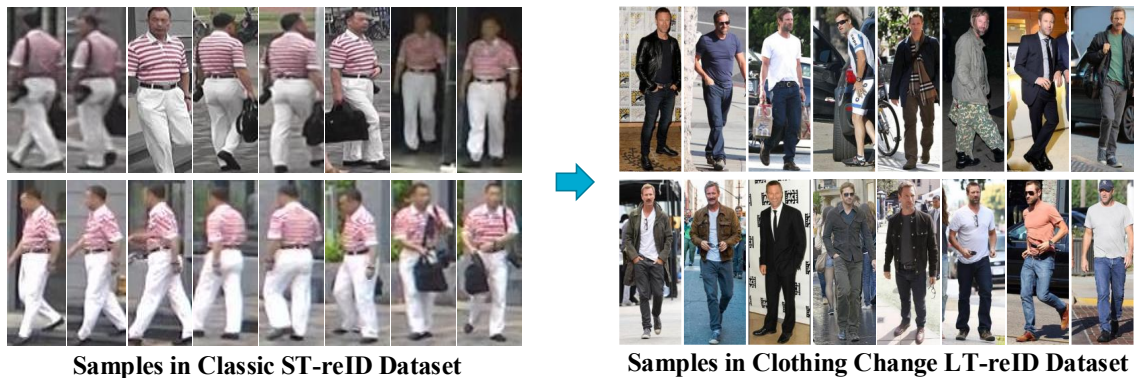 Samples in Classic ST-reID Dataset
Samples in Clothing Change LT-reID Dataset